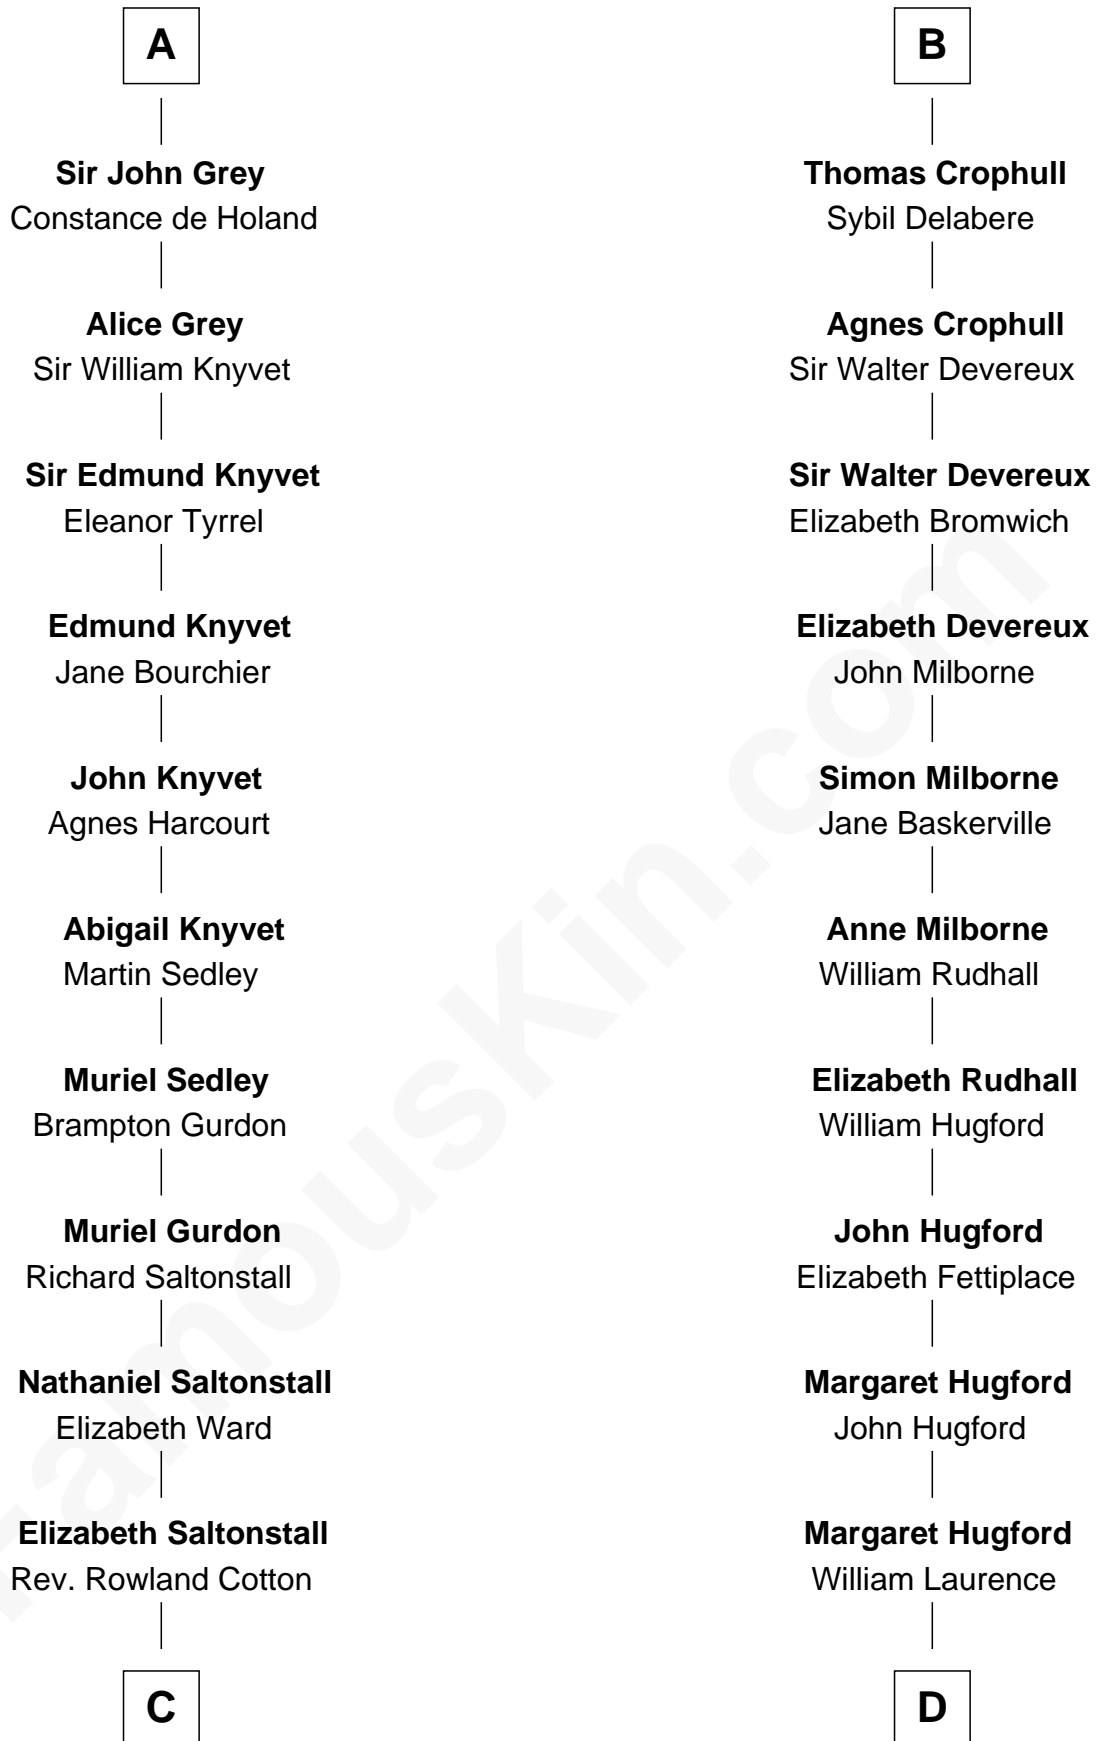 A
Sir John Grey
Constance de Holand
Alice Grey
Sir William Knyvet
Sir Edmund Knyvet
Eleanor Tyrrel
Edmund Knyvet
Jane Bourchier
John Knyvet
Agnes Harcourt
Abigail Knyvet
Martin Sedley
Muriel Sedley
Brampton Gurdon
Muriel Gurdon
Richard Saltonstall
Nathaniel Saltonstall
Elizabeth Ward
Elizabeth Saltonstall
Rev. Rowland Cotton
C
B
Thomas Crophull
Sybil Delabere
Agnes Crophull
Sir Walter Devereux
Sir Walter Devereux
Elizabeth Bromwich
Elizabeth Devereux
John Milborne
Simon Milborne
Jane Baskerville
Anne Milborne
William Rudhall
Elizabeth Rudhall
William Hugford
John Hugford
Elizabeth Fettiplace
Margaret Hugford
John Hugford
Margaret Hugford
William Laurence
D
FamousKin.com